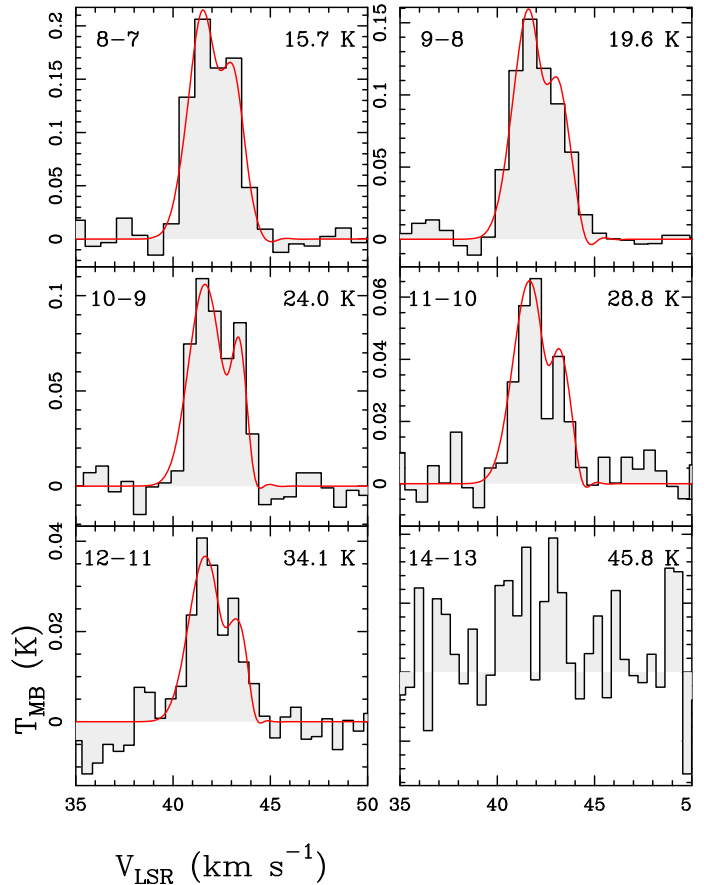 8−7 15.7 K
9−8 19.6 K
0 0.05 0.1 0.15 0.2
0 0.05 0.1 0.15
10−9 24.0 K
11−10 28.8 K
0 0.05 0.1
0 0.02 0.04 0.06
12−11 34.1 K
14−13 45.8 K
0 0.02 0.04
T_MB (K)
35 40 45 50
35 40 45 5
V_LSR (km s⁻¹)